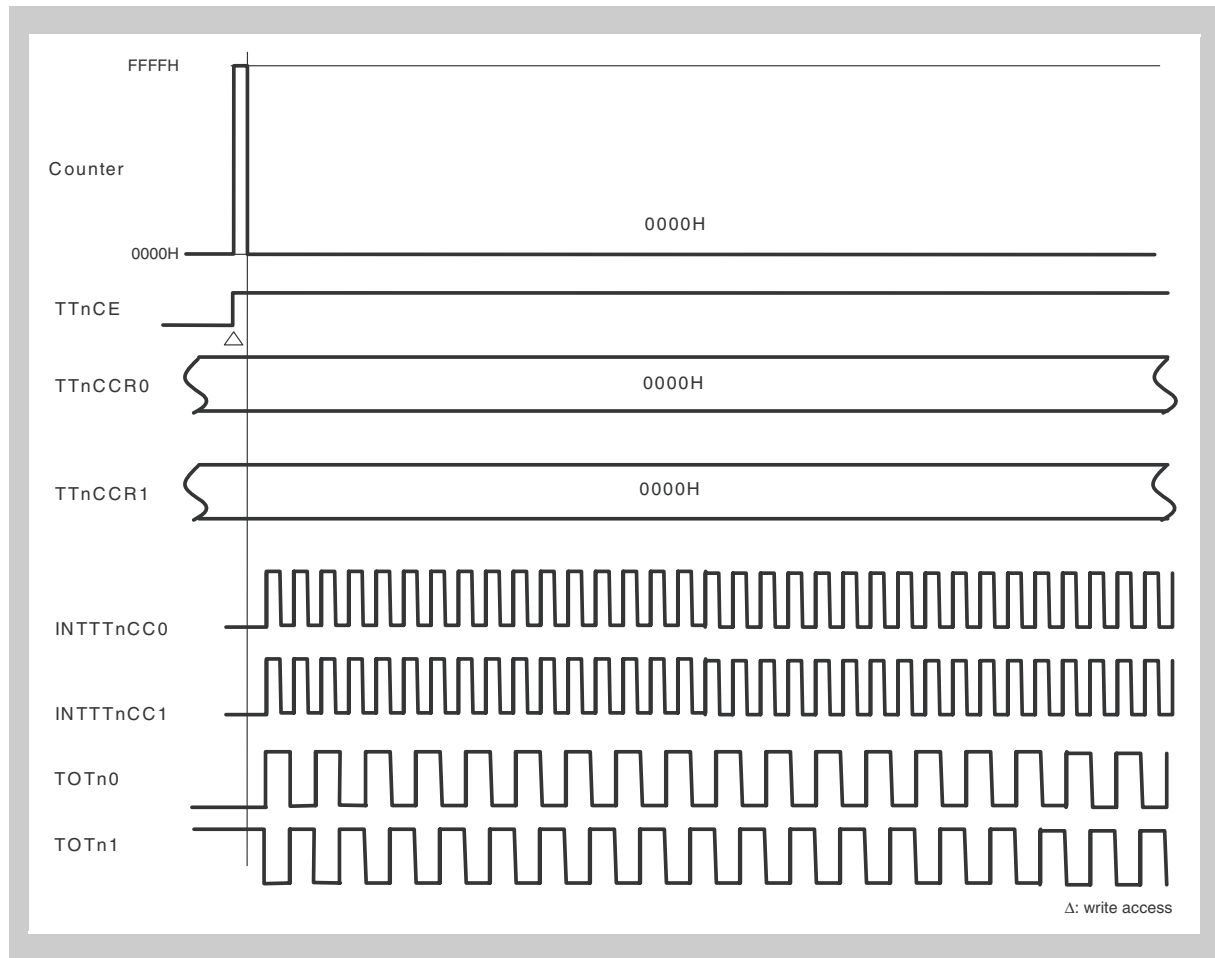 FFFFH
Counter
0000H
0000H
TTnCE
TTnCCR0
0000H
TTnCCR1
0000H
INTTTnCC0
INTTTnCC1
TOTn0
TOTn1
Δ: write access